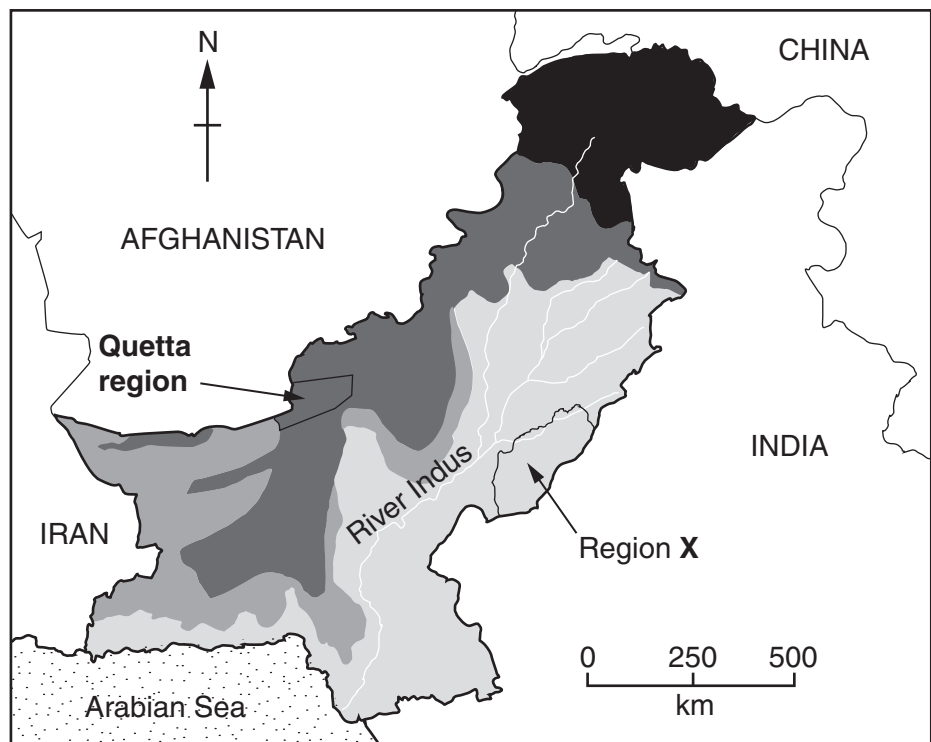 N
CHINA
AFGHANISTAN
Quetta
region
INDIA
River Indus
IRAN
Region X
0 250 500
km
Arabian Sea